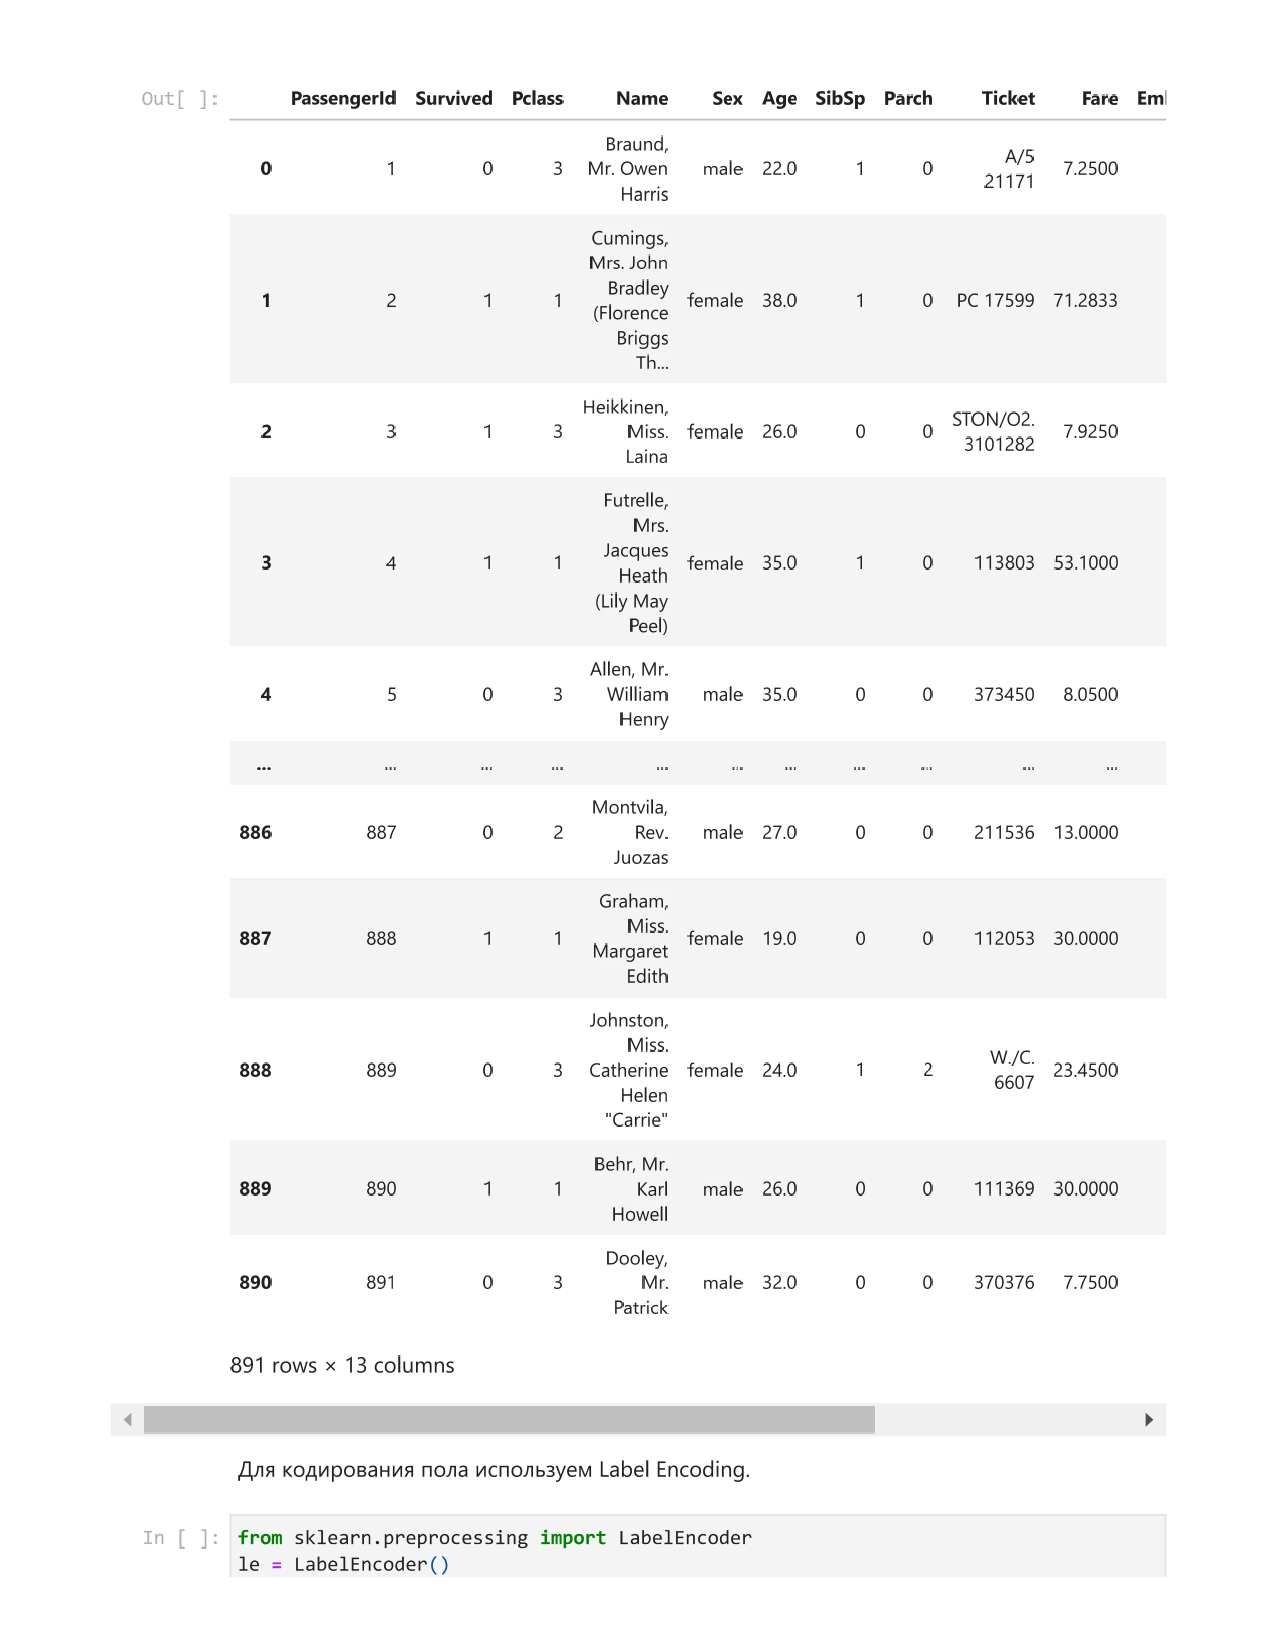 Out[ ]:
PassengerId Survived Pclass Name Sex Age SibSp Parch Ticket Fare Em
0 1 0 3 Braund, Mr. Owen Harris male 22.0 1 0 A/5 21171 7.2500
1 2 1 1 Cumings, Mrs. John Bradley (Florence Briggs Th... female 38.0 1 0 PC 17599 71.2833
2 3 1 3 Heikkinen, Miss. Laina female 26.0 0 0 STON/O2. 3101282 7.9250
3 4 1 1 Futrelle, Mrs. Jacques Heath (Lily May Peel) female 35.0 1 0 113803 53.1000
4 5 0 3 Allen, Mr. William Henry male 35.0 0 0 373450 8.0500
... ... ... ... ... ... ... ... ... ... ...
886 887 0 2 Montvila, Rev. Juozas male 27.0 0 0 211536 13.0000
887 888 1 1 Graham, Miss. Margaret Edith female 19.0 0 0 112053 30.0000
888 889 0 3 Johnston, Miss. Catherine Helen "Carrie" female 24.0 1 2 W./C. 6607 23.4500
889 890 1 1 Behr, Mr. Karl Howell male 26.0 0 0 111369 30.0000
890 891 0 3 Dooley, Mr. Patrick male 32.0 0 0 370376 7.7500
891 rows × 13 columns
Для кодирования пола используем Label Encoding.
In [ ]:
from sklearn.preprocessing import LabelEncoder
le = LabelEncoder()